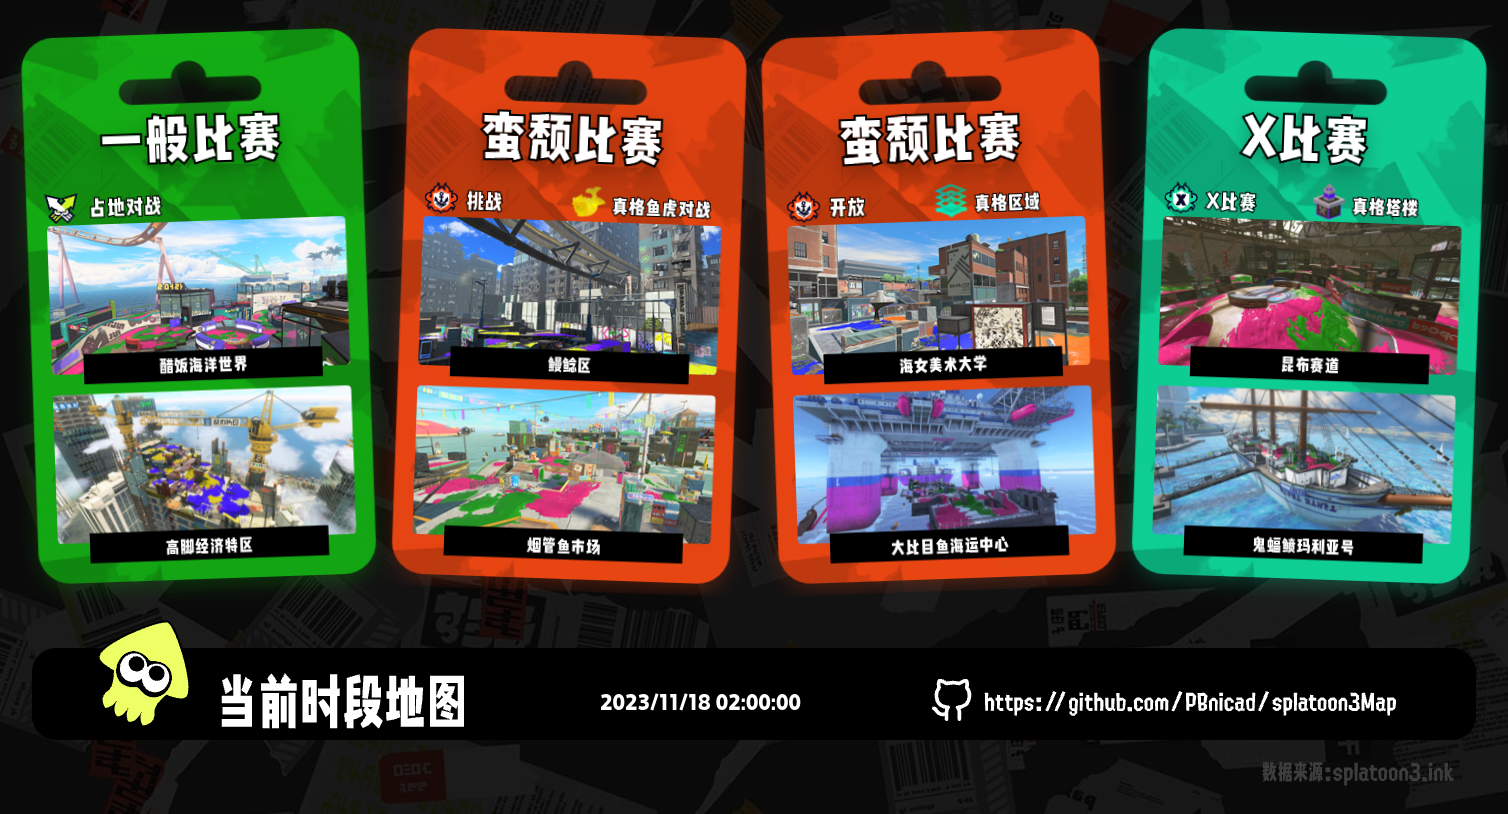 一般比赛
占地对战
醋饭海洋世界
高脚经济特区
蛮颓比赛
挑战
真格鱼虎对战
鳗鲶区
烟管鱼市场
蛮颓比赛
开放
真格区域
海女美术大学
大比目鱼海运中心
X比赛
X比赛
真格塔楼
昆布赛道
鬼蝠鲼玛利亚号
当前时段地图
2023/11/18 02:00:00
https://github.com/PBnicad/splatoon3Map
数据来源:splatoon3.ink